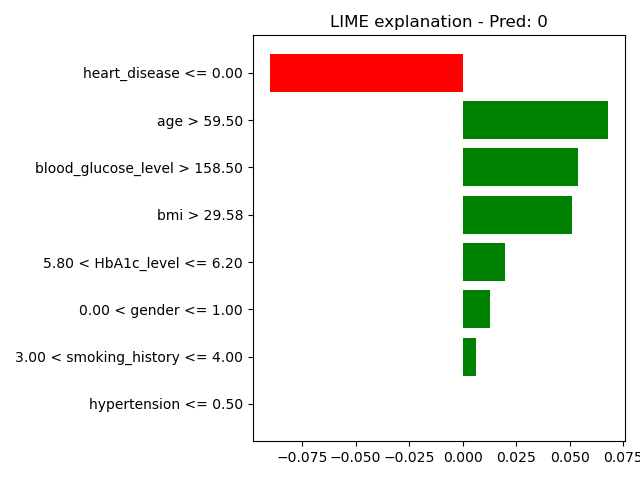 LIME explanation - Pred: 0
heart_disease <= 0.00
age > 59.50
blood_glucose_level > 158.50
bmi > 29.58
5.80 < HbA1c_level <= 6.20
0.00 < gender <= 1.00
3.00 < smoking_history <= 4.00
hypertension <= 0.50
−0.075 −0.050 −0.025 0.000 0.025 0.050 0.075